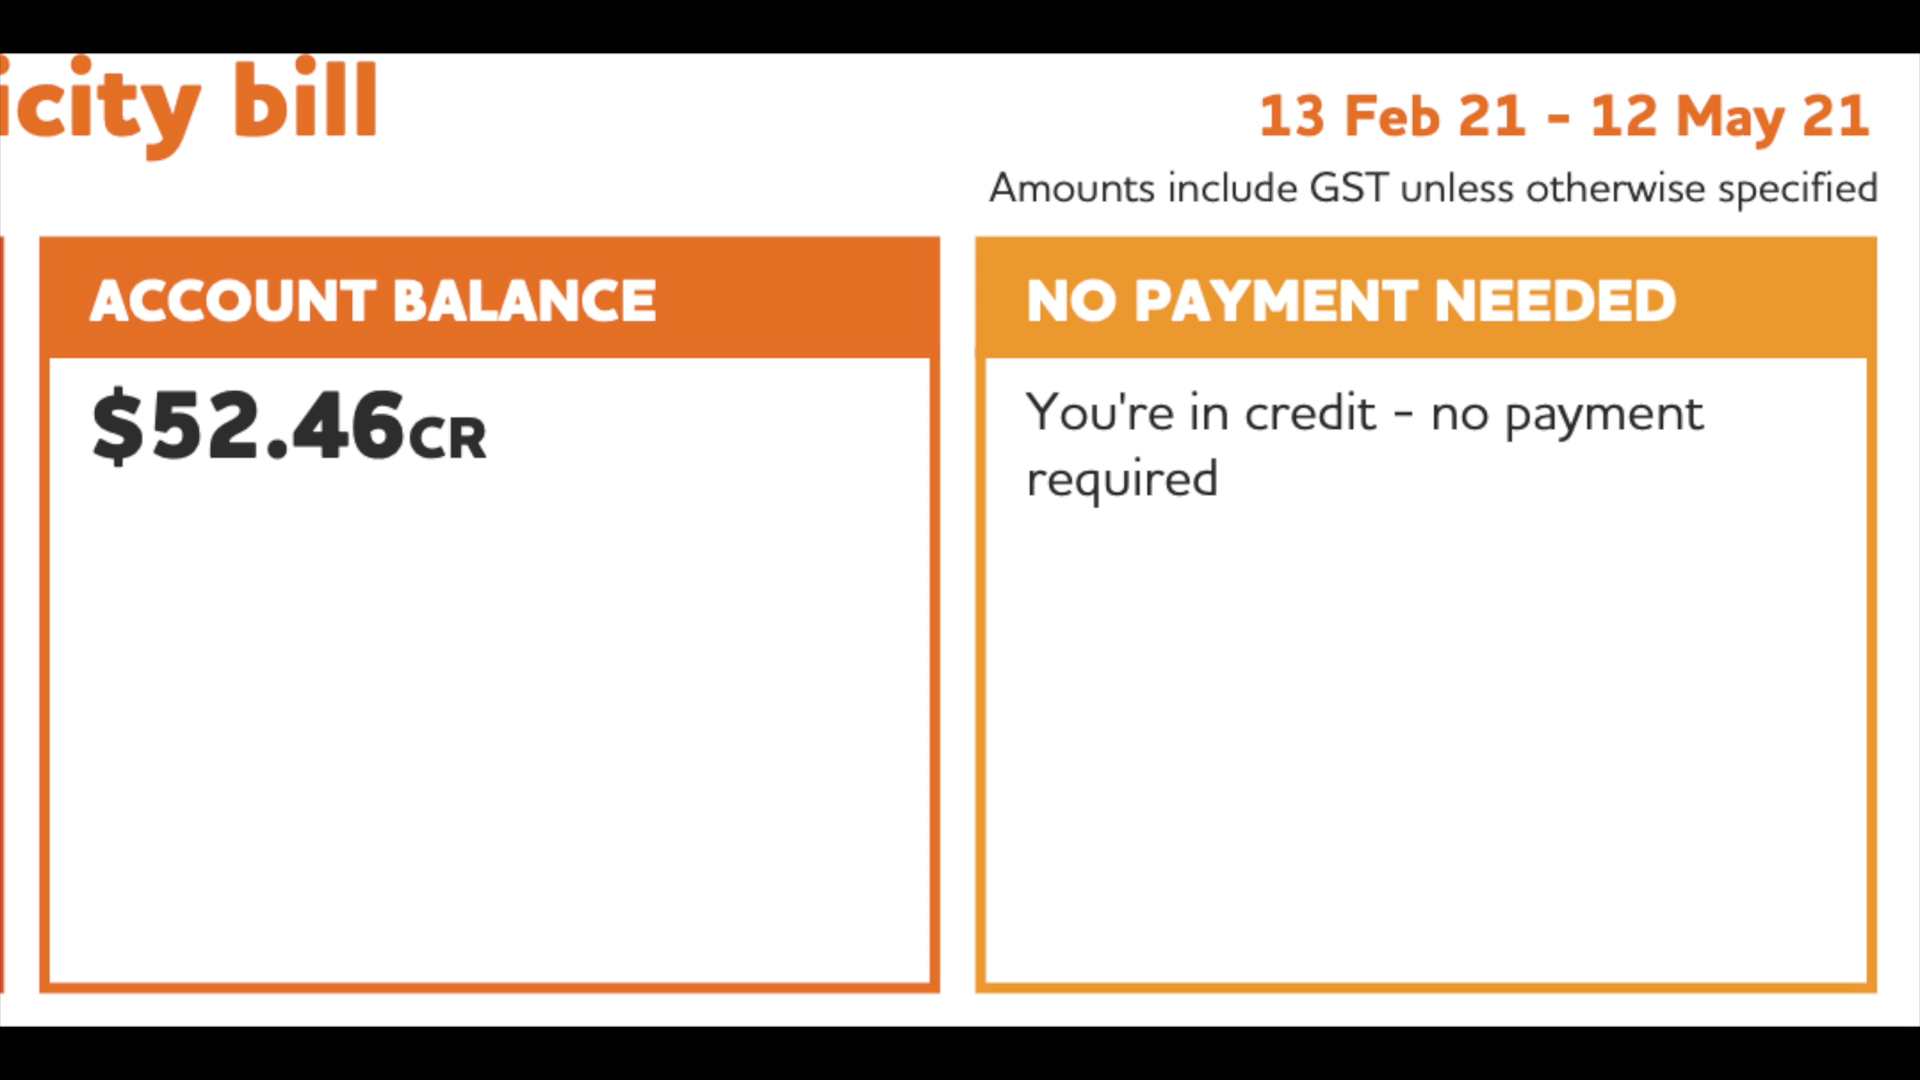 icity bill
13 Feb 21 - 12 May 21
Amounts include GST unless otherwise specified
ACCOUNT BALANCE
$52.46CR
NO PAYMENT NEEDED
You're in credit - no payment
required